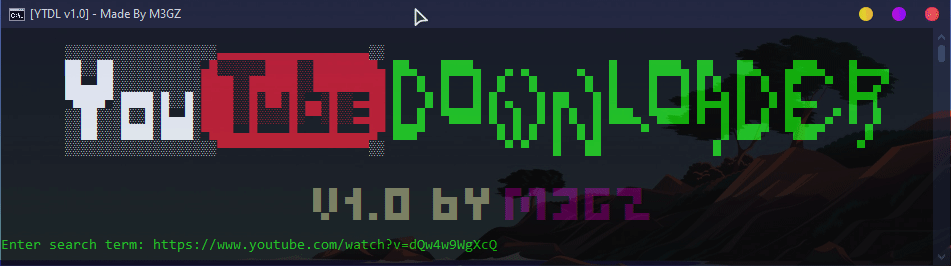 [YTDL v1.0] - Made By M3GZ
YouTube DOWNLOADER
V1.0 bY M3GZ
Enter search term: https://www.youtube.com/watch?v=dQw4w9WgXcQ